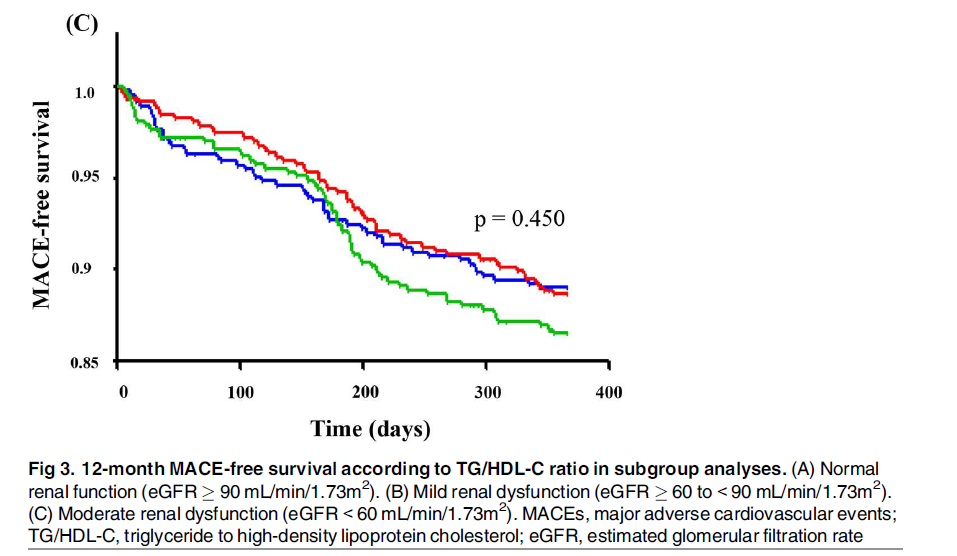 (C)
MACE-free survival
1.0
0.95
0.9
0.85
p = 0.450
0 100 200 300 400
Time (days)
Fig 3. 12-month MACE-free survival according to TG/HDL-C ratio in subgroup analyses. (A) Normal
renal function (eGFR ≥ 90 mL/min/1.73m²). (B) Mild renal dysfunction (eGFR ≥ 60 to < 90 mL/min/1.73m²).
(C) Moderate renal dysfunction (eGFR < 60 mL/min/1.73m²). MACEs, major adverse cardiovascular events;
TG/HDL-C, triglyceride to high-density lipoprotein cholesterol; eGFR, estimated glomerular filtration rate